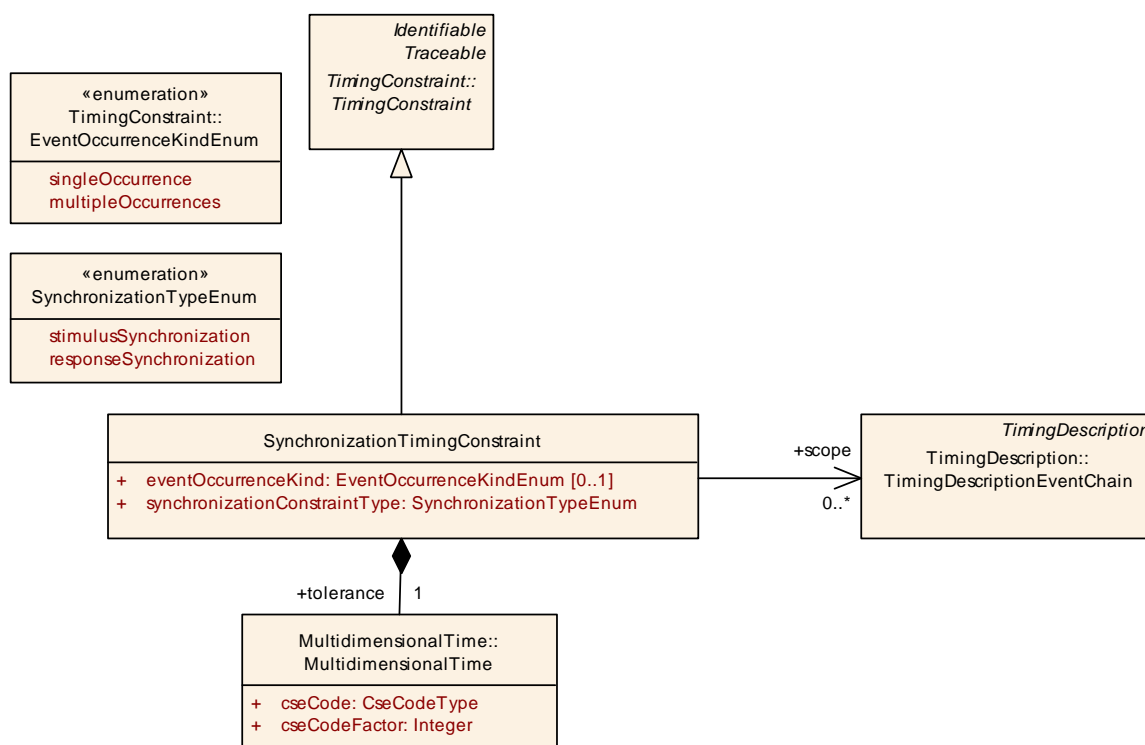 Identifiable
Traceable
TimingConstraint::
TimingConstraint
«enumeration»
TimingConstraint::
EventOccurrenceKindEnum
singleOccurrence
multipleOccurrences
«enumeration»
SynchronizationTypeEnum
stimulusSynchronization
responseSynchronization
SynchronizationTimingConstraint
+ eventOccurrenceKind: EventOccurrenceKindEnum [0..1]
+ synchronizationConstraintType: SynchronizationTypeEnum
+scope
0..*
TimingDescription
TimingDescription::
TimingDescriptionEventChain
+tolerance 1
MultidimensionalTime::
MultidimensionalTime
+ cseCode: CseCodeType
+ cseCodeFactor: Integer